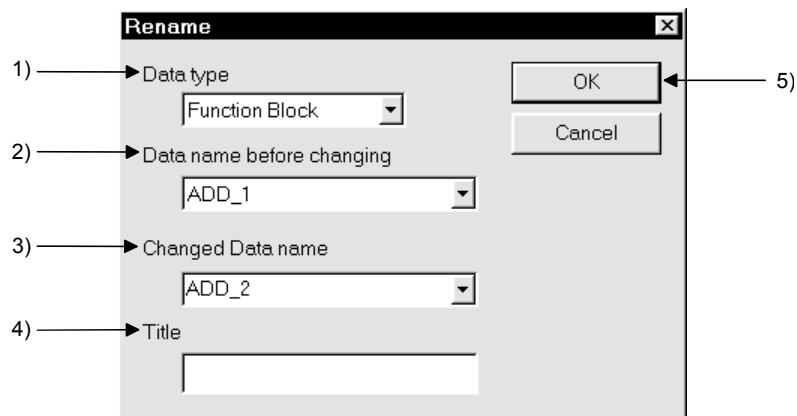 Rename
1) Data type
OK
5)
Function Block
Cancel
2) Data name before changing
ADD_1
3) Changed Data name
ADD_2
4) Title